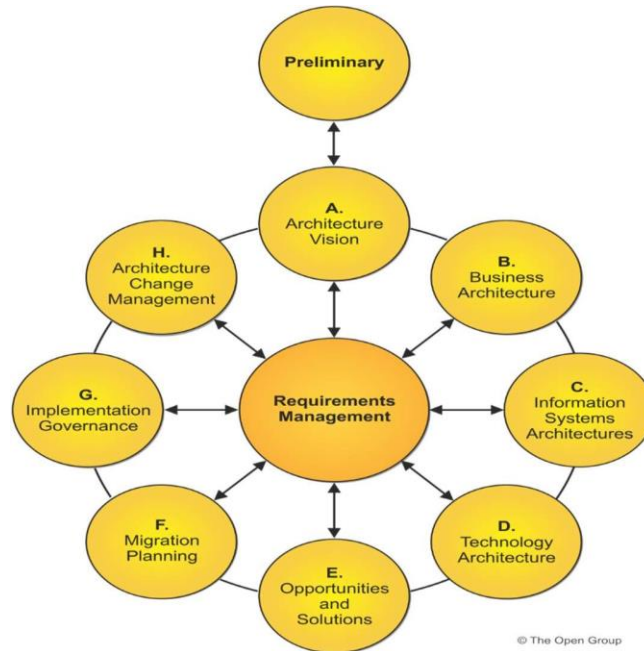 Preliminary
A.
Architecture
Vision
B.
Business
Architecture
C.
Information
Systems
Architectures
D.
Technology
Architecture
E.
Opportunities
and
Solutions
F.
Migration
Planning
G.
Implementation
Governance
H.
Architecture
Change
Management
Requirements
Management
© The Open Group